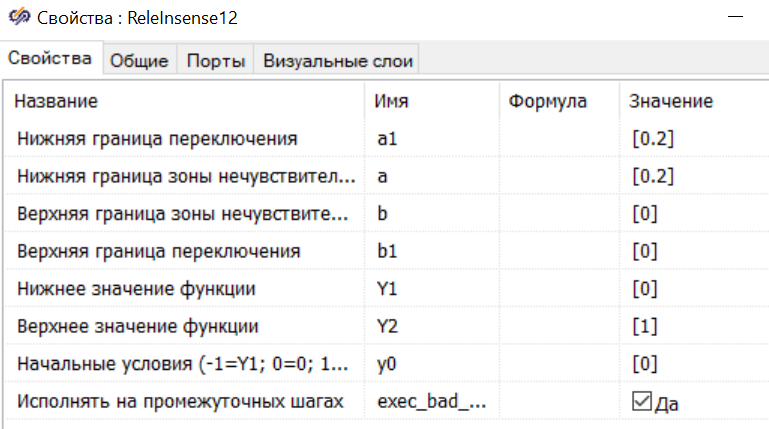 Свойства : ReleInsense12
Свойства Общие Порты Визуальные слои
Название Имя Формула Значение
Нижняя граница переключения a1 [0.2]
Нижняя граница зоны нечувствител... a [0.2]
Верхняя граница зоны нечувствите... b [0]
Верхняя граница переключения b1 [0]
Нижнее значение функции Y1 [0]
Верхнее значение функции Y2 [1]
Начальные условия (-1=Y1; 0=0; 1... y0 [0]
Исполнять на промежуточных шагах exec_bad_... Да